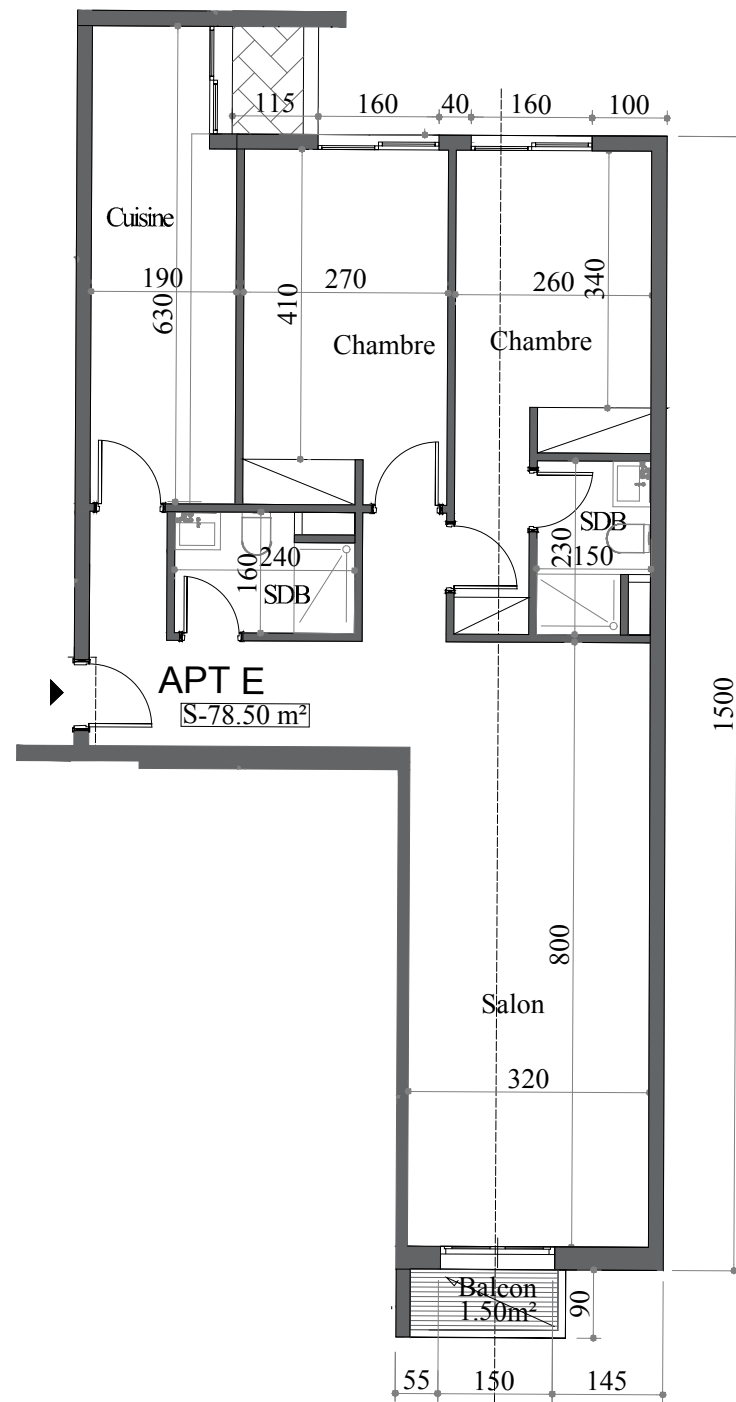 115 160 40 160 100
Cuisine
190 270 260 340
630 410
Chambre Chambre
SDB
230 150
160 240
SDB
APT E
S-78.50 m²
1500
800
Salon
320
Balcon
1.50m²
90
55 150 145